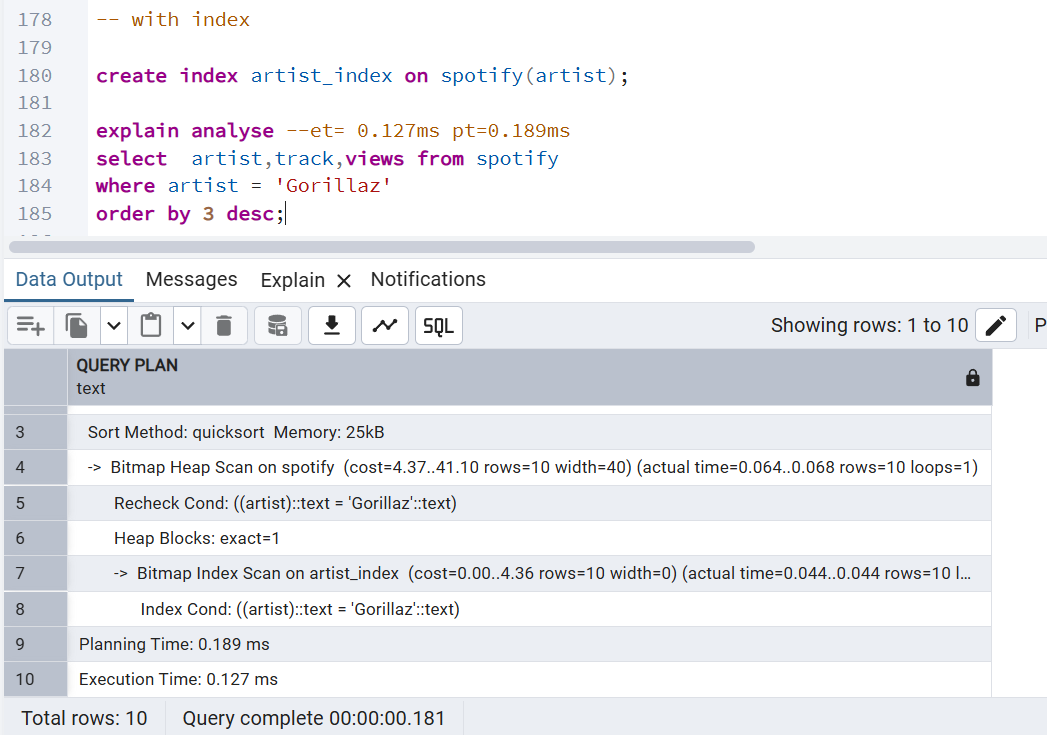 178 -- with index
179
180 create index artist_index on spotify(artist);
181
182 explain analyse --et= 0.127ms pt=0.189ms
183 select  artist,track,views from spotify
184 where artist = 'Gorillaz'
185 order by 3 desc;
Data Output Messages Explain Notifications
SQL Showing rows: 1 to 10 P
QUERY PLAN
text
3 Sort Method: quicksort  Memory: 25kB
4 -> Bitmap Heap Scan on spotify  (cost=4.37..41.10 rows=10 width=40) (actual time=0.064..0.068 rows=10 loops=1)
5 Recheck Cond: ((artist)::text = 'Gorillaz'::text)
6 Heap Blocks: exact=1
7 -> Bitmap Index Scan on artist_index  (cost=0.00..4.36 rows=10 width=0) (actual time=0.044..0.044 rows=10 l...
8 Index Cond: ((artist)::text = 'Gorillaz'::text)
9 Planning Time: 0.189 ms
10 Execution Time: 0.127 ms
Total rows: 10 Query complete 00:00:00.181